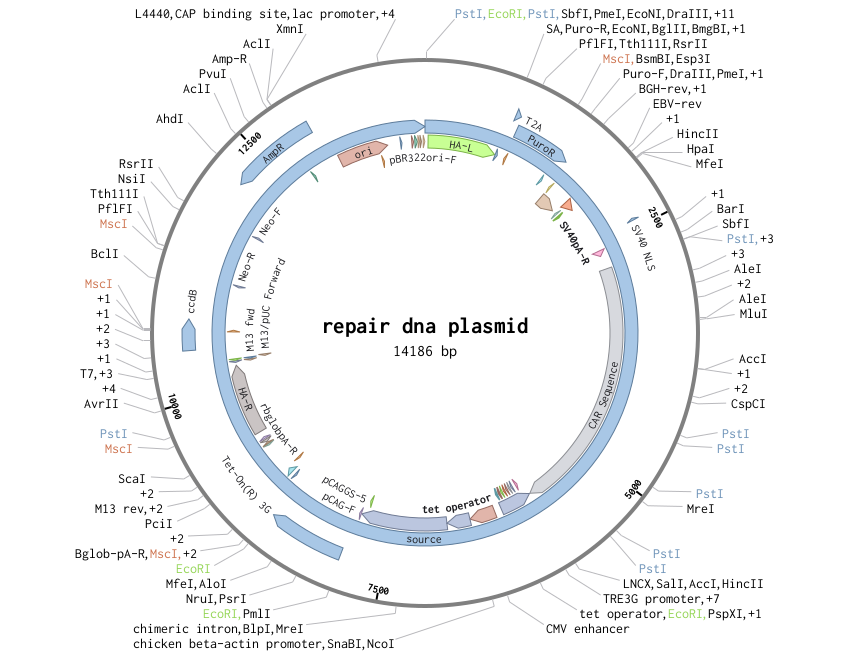 L4440,CAP binding site,lac promoter,+4
XmnI
AclI
Amp-R
PvuI
AclI
AhdI
RsrII
NsiI
Tth111I
PflFI
MscI
BclI
MscI
+1
+1
+2
+3
+1
T7,+3
+4
AvrII
PstI
MscI
ScaI
+2
M13 rev,+2
PciI
+2
Bglob-pA-R,MscI,+2
EcoRI
MfeI,AloI
NruI,PsrI
EcoRI,PmlI
chimeric intron,BlpI,MreI
chicken beta-actin promoter,SnaBI,NcoI
PstI,EcoRI,PstI,SbfI,PmeI,EcoNI,DraIII,+11
SA,Puro-R,EcoNI,BglII,BmgBI,+1
PflFI,Tth111I,RsrII
MscI,BsmBI,Esp3I
Puro-F,DraIII,PmeI,+1
BGH-rev,+1
EBV-rev
+1
HincII
HpaI
MfeI
+1
BarI
SbfI
PstI,+3
+3
AleI
+2
AleI
MluI
AccI
+1
+2
CspCI
PstI
PstI
PstI
MreI
PstI
PstI
LNCX,SalI,AccI,HincII
TRE3G promoter,+7
tet operator,EcoRI,PspXI,+1
CMV enhancer
12500
2500
5000
7500
10000
AmpR
ori
pBR322ori-F
HA-L
T2A
PuroR
SV40 NLS
SV40pA-R
CAR Sequence
tet operator
source
pCAGGS-5
pCAG-F
Tet-On(R) 3G
rbglobpA-R
HA-R
M13 fwd
M13/pUC Forward
ccdB
Neo-R
Neo-F
repair dna plasmid
14186 bp